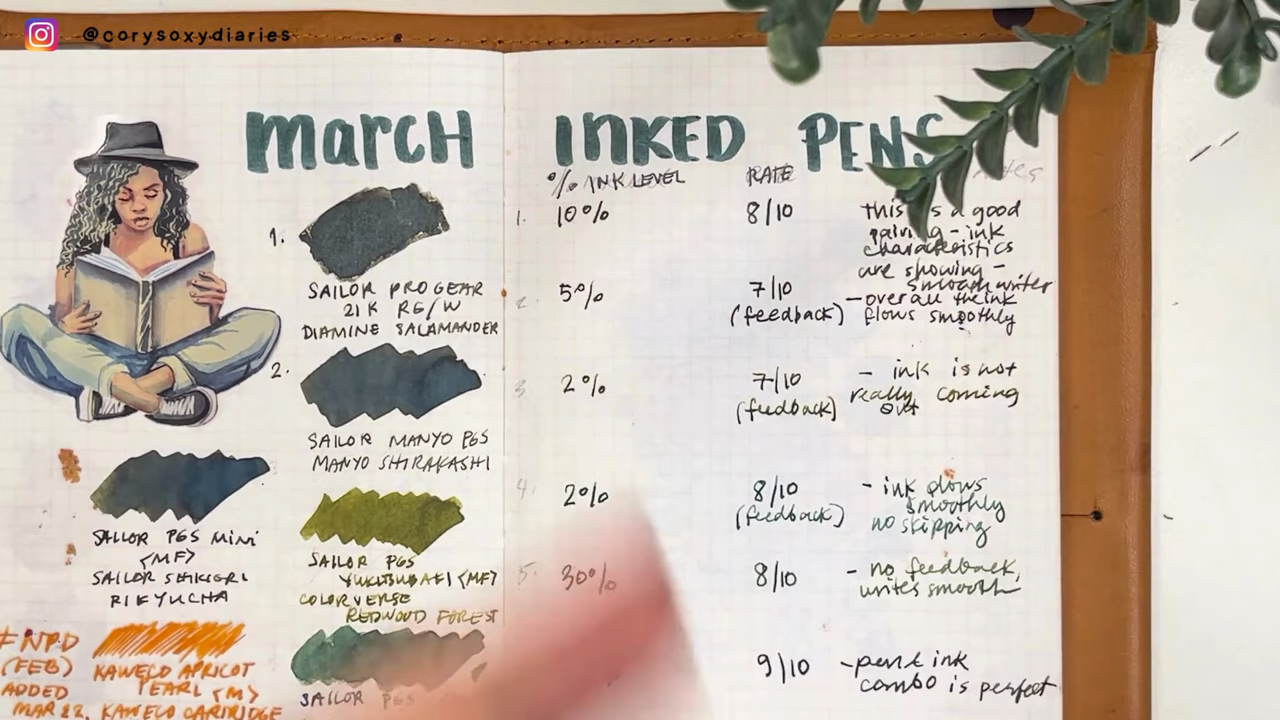 @corysoxydiaries
march INKED PENS
% INK LEVEL RATE
1.
SAILOR PRO GEAR
21K RG/W
DIAMINE SALAMANDER
2.
SAILOR MANYO PGS
MANYO SHIRAKASHI
SAILOR PGS MINI
<MF>
SAILOR SHIKIORI
RIKYUCHA
SAILOR PGS
YUKITSUBAKI <MF>
COLORVERSE
REDWOOD FOREST
#NPD
(FEB)
ADDED
MAR 22,
KAWECO APRICOT
PEARL <M>
KAWECO CARTRIDGE
SAILOR PGS
1. 10% 8/10
this is a good
pairing - ink
characteristics
are showing -
smooth writer
2. 5% 7/10
(feedback)
- overall the ink
flows smoothly
3. 2% 7/10
(feedback)
- ink is not
really coming
out
4. 2% 8/10
(feedback)
- ink flows
smoothly
no skipping
5. 30% 8/10
- no feedback,
writes smooth
9/10
- pen & ink
combo is perfect